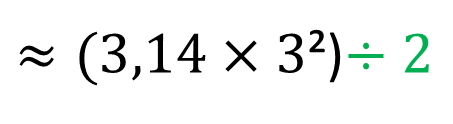 ≈ (3,14 × 3²)÷ 2